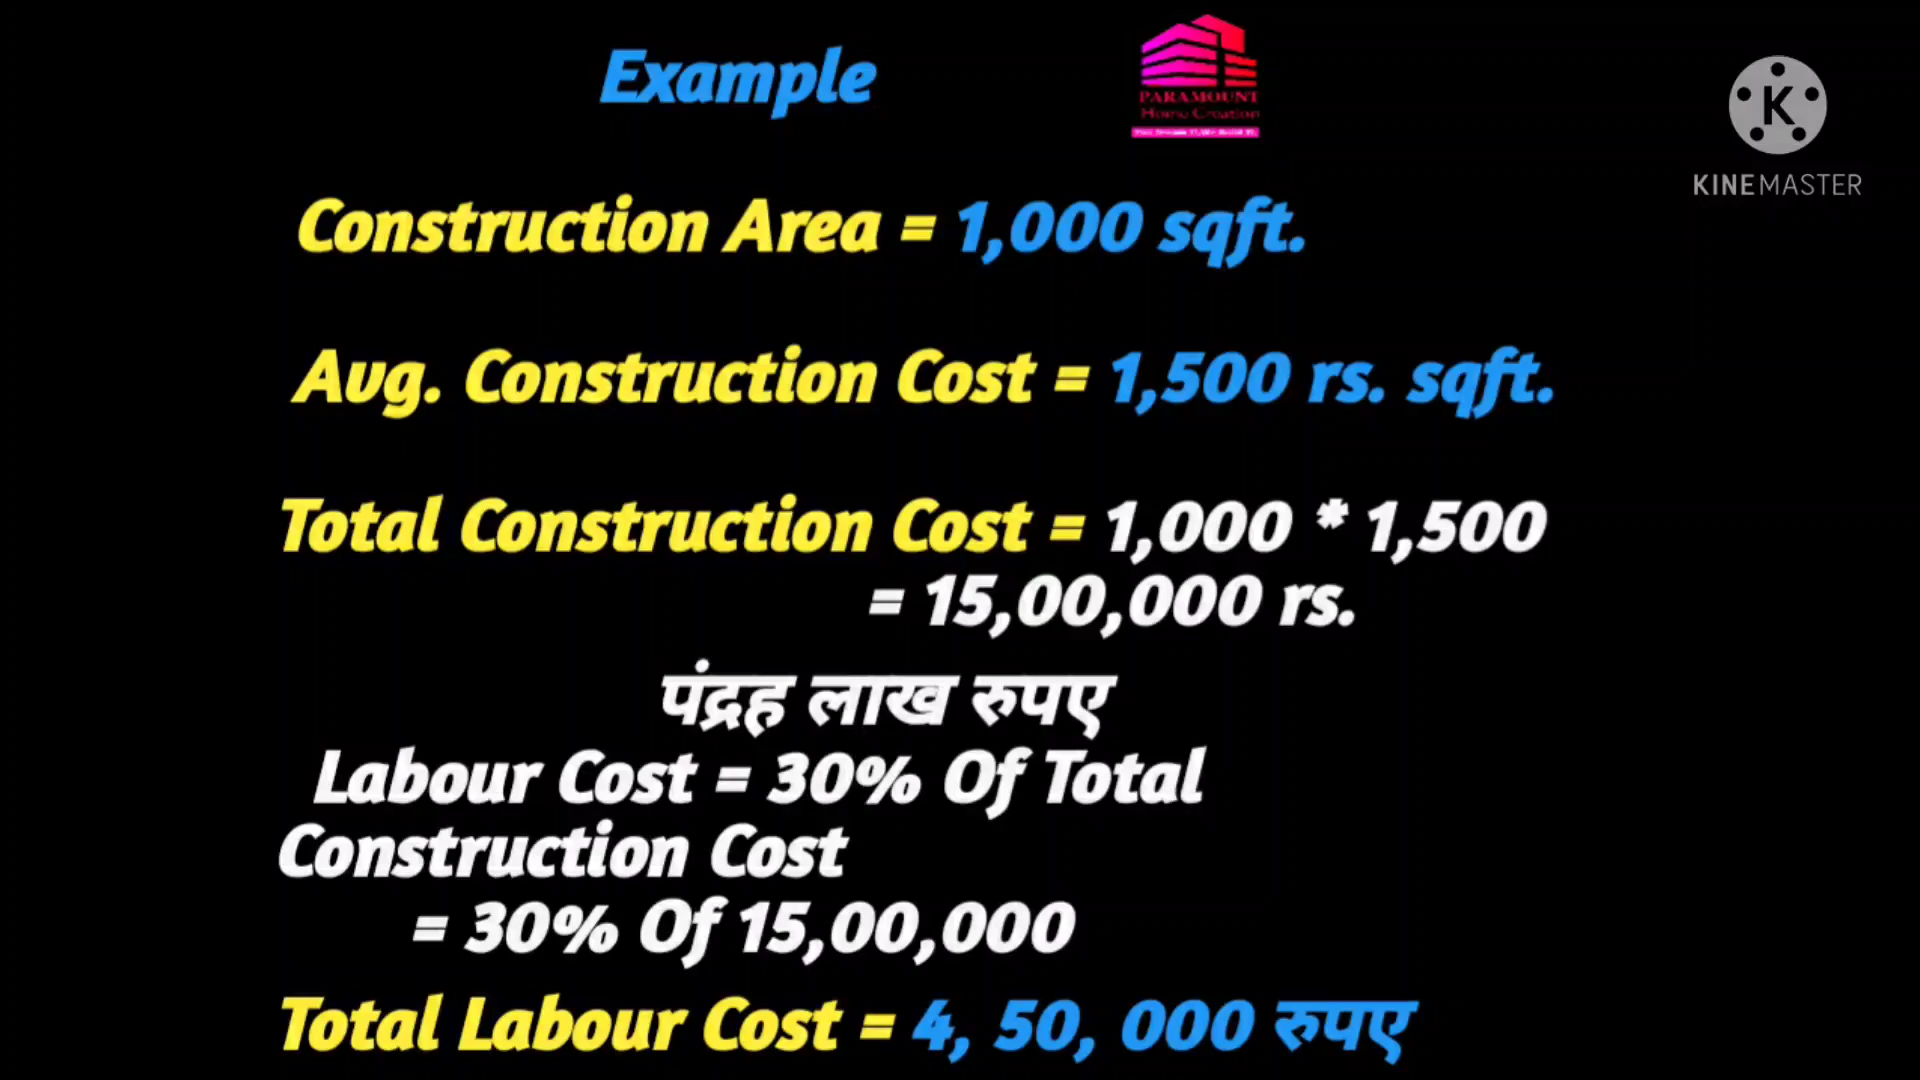 Example
PARAMOUNT
Home Creation
KINEMASTER
Construction Area = 1,000 sqft.
Avg. Construction Cost = 1,500 rs. sqft.
Total Construction Cost = 1,000 * 1,500
= 15,00,000 rs.
पंद्रह लाख रुपए
Labour Cost = 30% Of Total
Construction Cost
= 30% Of 15,00,000
Total Labour Cost = 4, 50, 000 रुपए